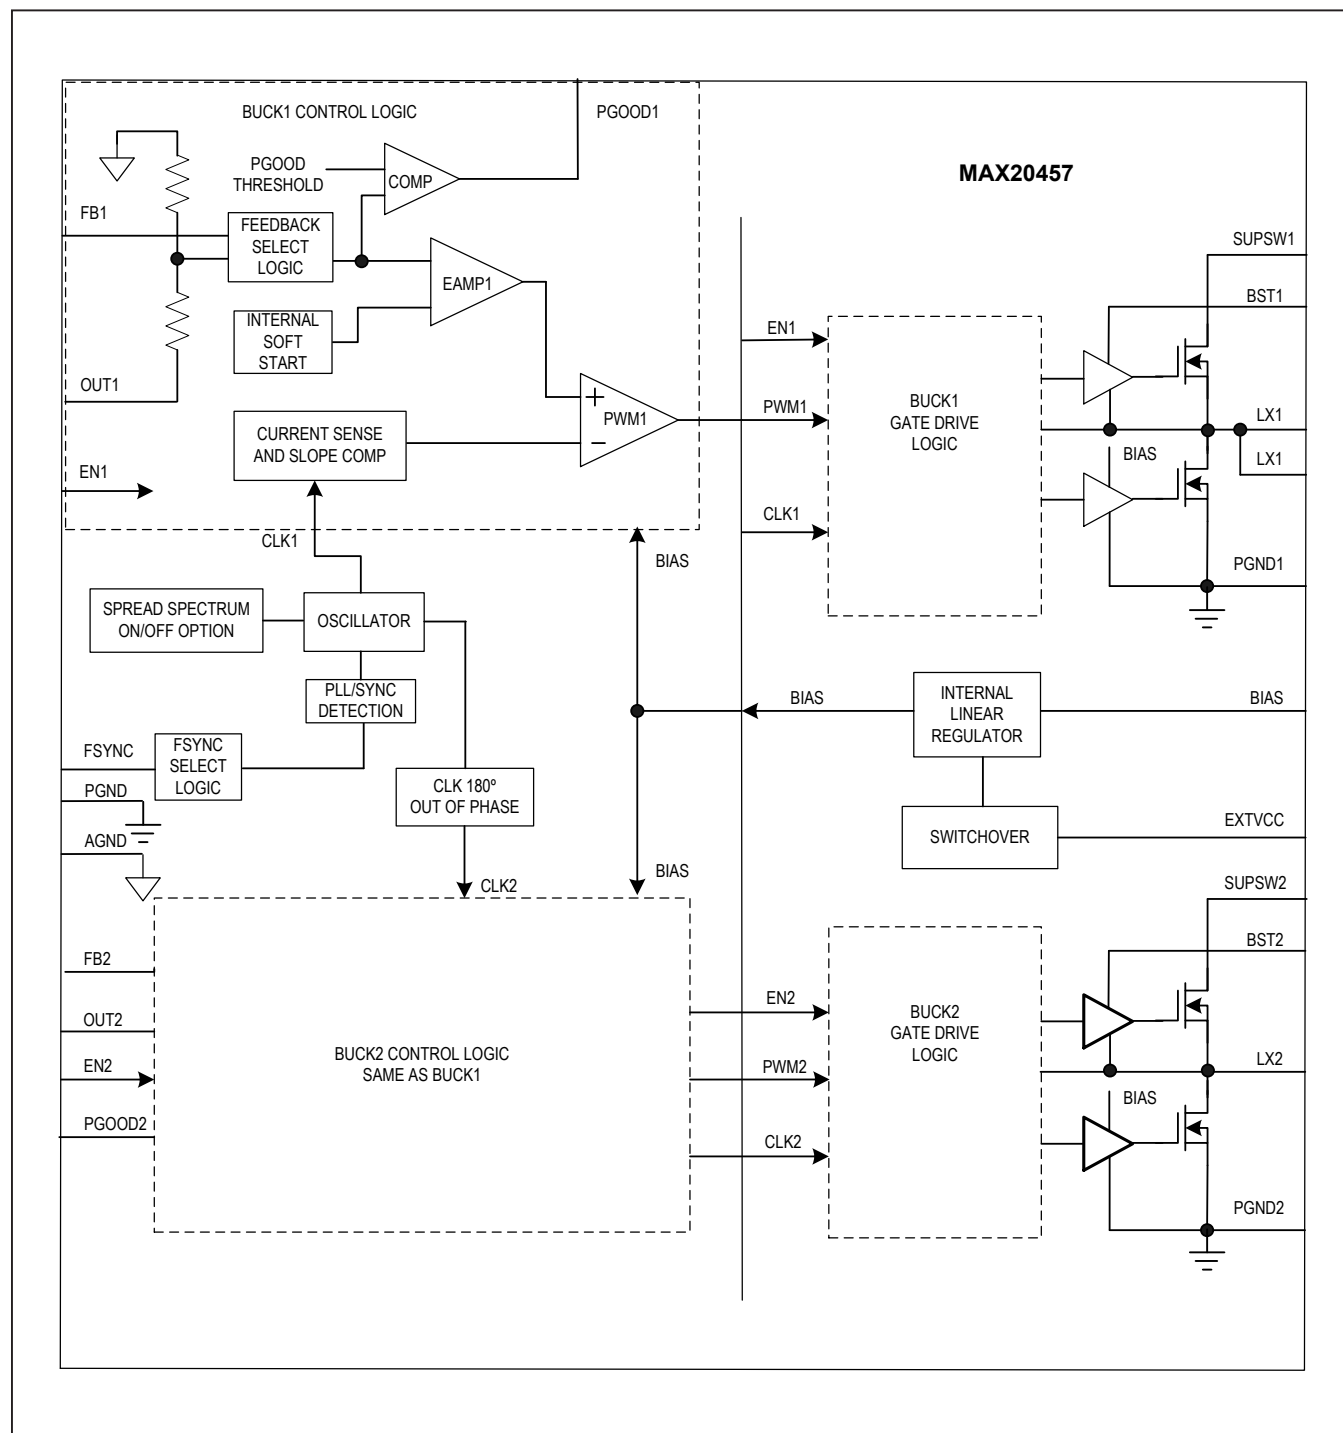 BUCK1 CONTROL LOGIC
PGOOD1
PGOOD
THRESHOLD
COMP
MAX20457
FB1
FEEDBACK
SELECT
LOGIC
SUPSW1
EAMP1
BST1
INTERNAL
SOFT
START
EN1
OUT1
BUCK1
GATE DRIVE
LOGIC
PWM1
+
PWM1
−
LX1
CURRENT SENSE
AND SLOPE COMP
BIAS
LX1
EN1
CLK1
CLK1
BIAS
PGND1
SPREAD SPECTRUM
ON/OFF OPTION
OSCILLATOR
PLL/SYNC
DETECTION
BIAS
INTERNAL
LINEAR
REGULATOR
BIAS
FSYNC
FSYNC
SELECT
LOGIC
PGND
CLK 180º
OUT OF PHASE
EXTVCC
SWITCHOVER
AGND
BIAS
CLK2
SUPSW2
FB2
BST2
EN2
BUCK2
GATE DRIVE
LOGIC
OUT2
BUCK2 CONTROL LOGIC
SAME AS BUCK1
EN2
PWM2
LX2
BIAS
PGOOD2
CLK2
PGND2